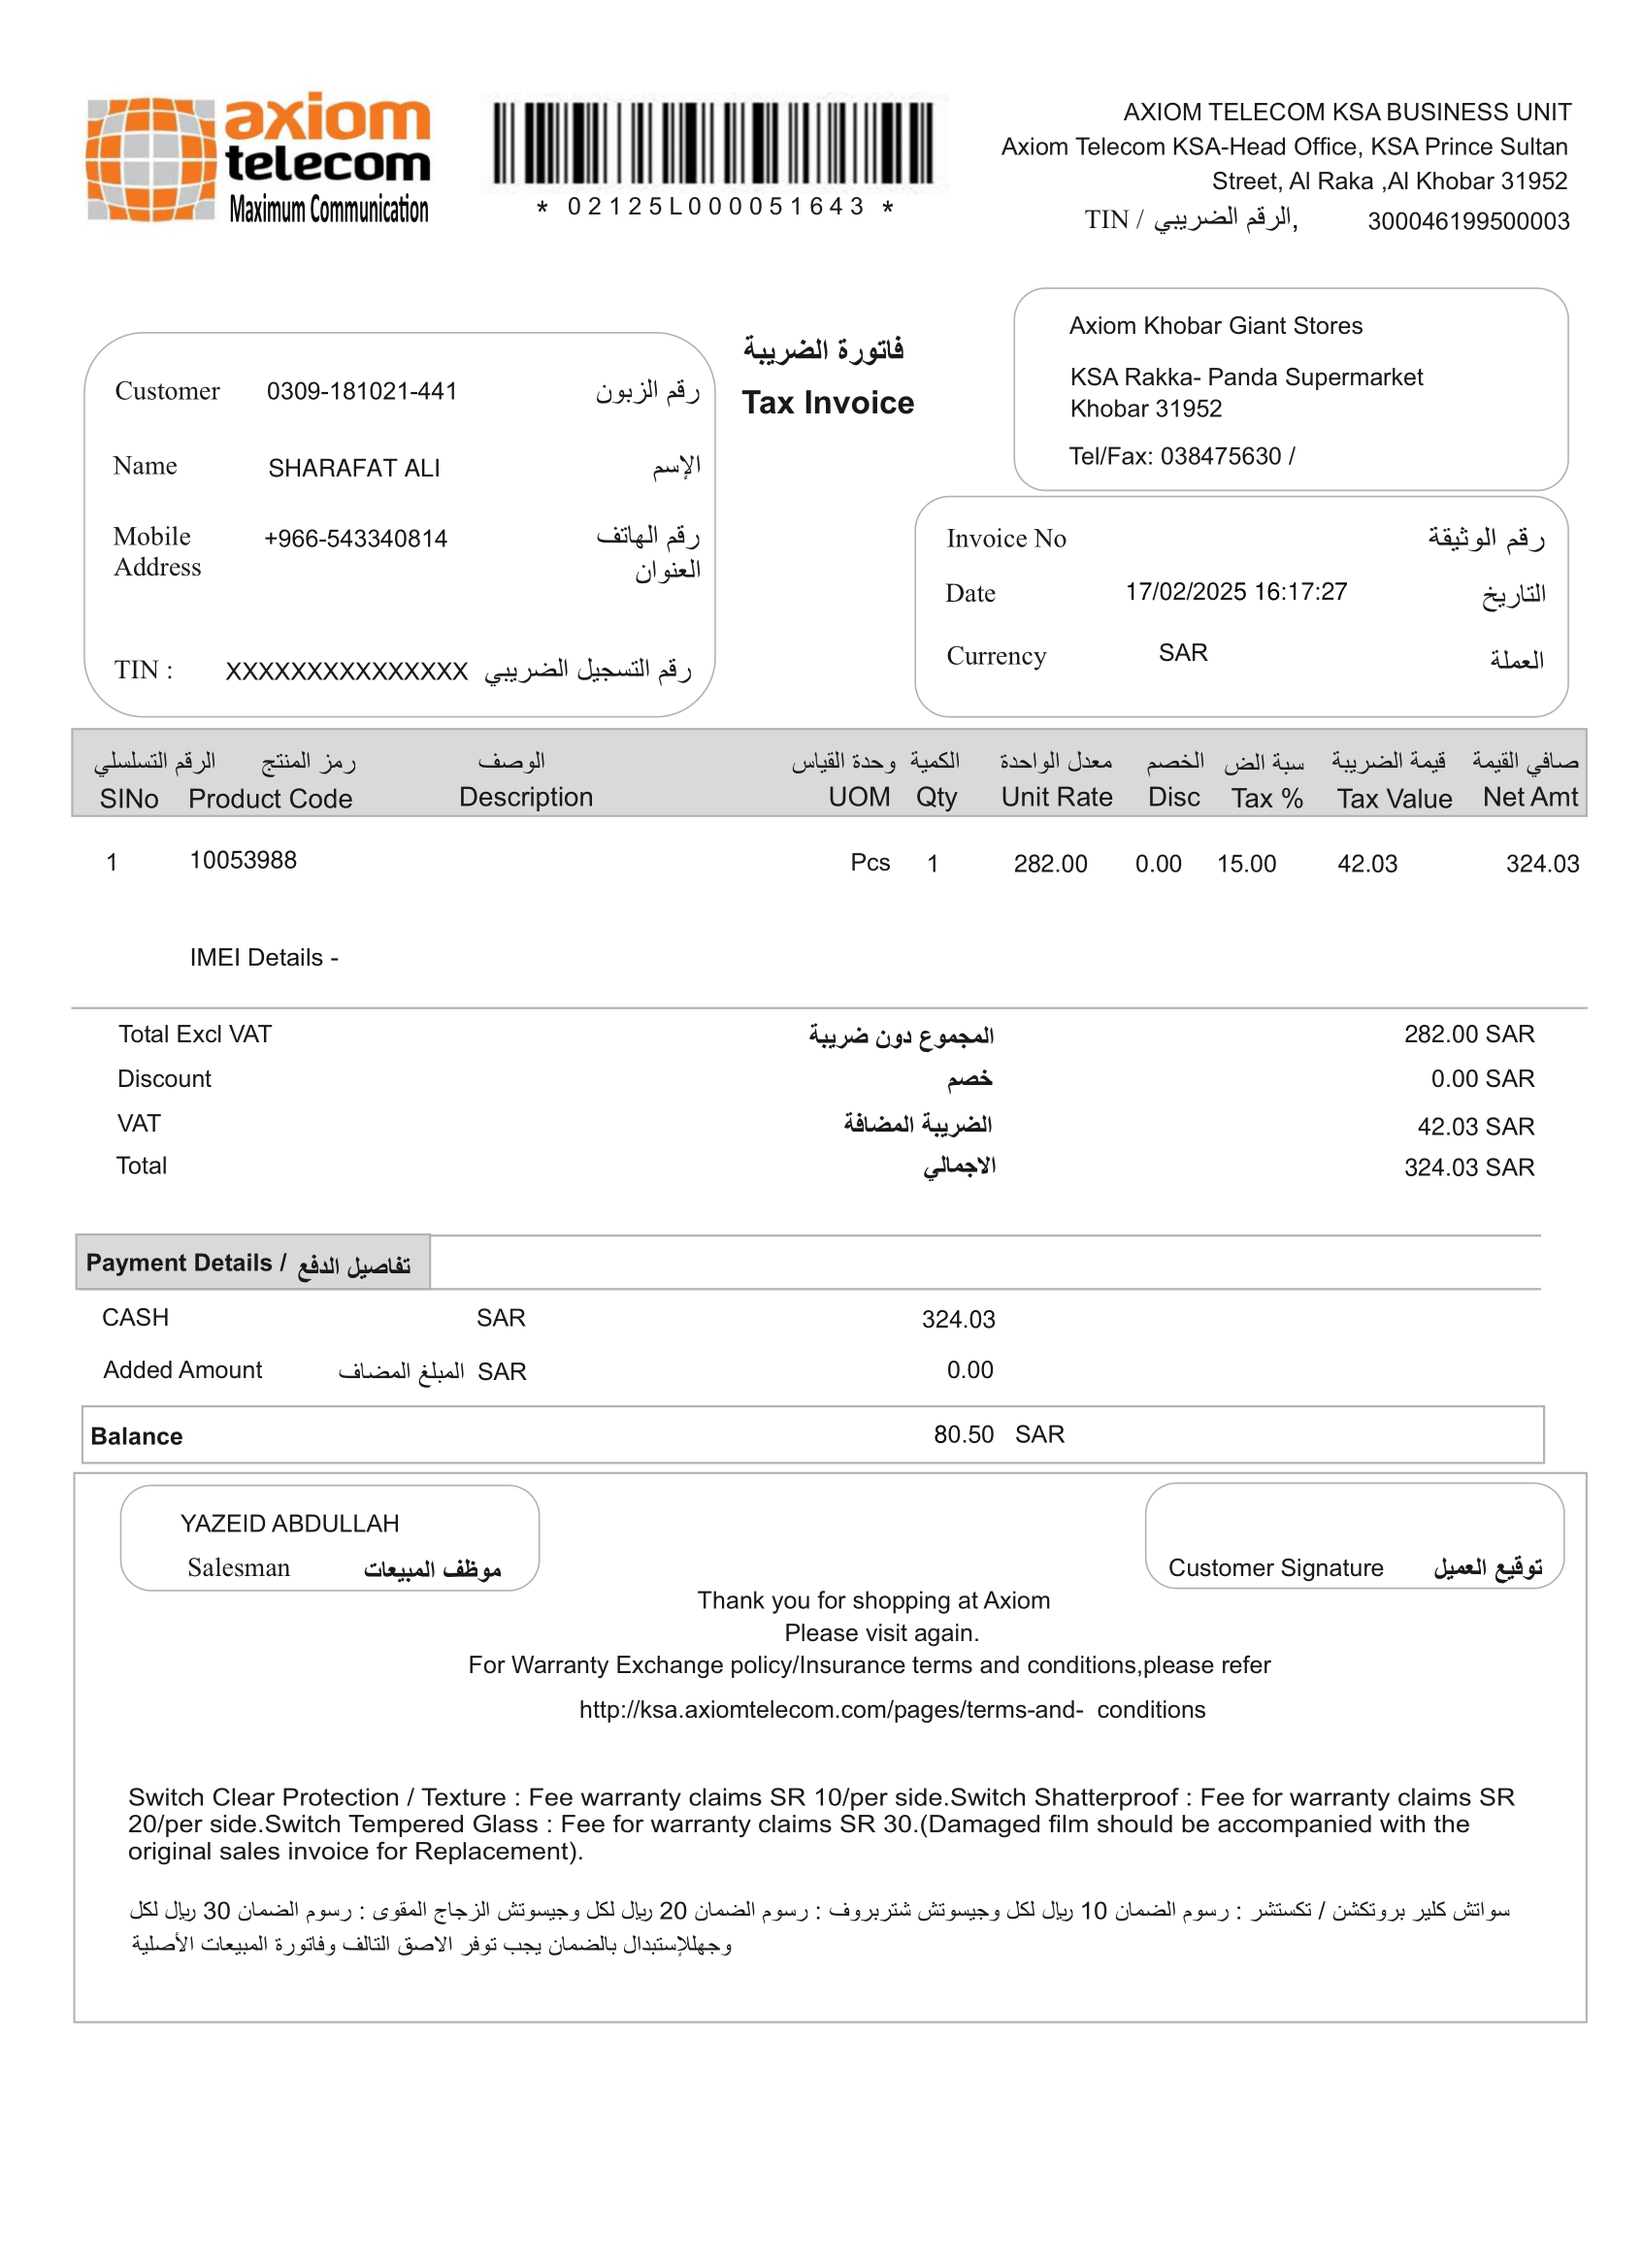 axiom
telecom
Maximum Communication
* 02125L000051643 *
AXIOM TELECOM KSA BUSINESS UNIT
Axiom Telecom KSA-Head Office, KSA Prince Sultan
Street, Al Raka ,Al Khobar 31952
TIN / الرقم الضريبي, 300046199500003
Axiom Khobar Giant Stores
KSA Rakka- Panda Supermarket
Khobar 31952
Tel/Fax: 038475630 /
فاتورة الضريبة
Tax Invoice
Customer 0309-181021-441 رقم الزبون
Name SHARAFAT ALI الإسم
Mobile +966-543340814 رقم الهاتف
Address العنوان
TIN : XXXXXXXXXXXXXXX رقم التسجيل الضريبي
Invoice No رقم الوثيقة
Date 17/02/2025 16:17:27 التاريخ
Currency SAR العملة
الرقم التسلسلي رمز المنتج الوصف وحدة القياس الكمية معدل الواحدة الخصم سبة الض قيمة الضريبة صافي القيمة
SINo Product Code Description UOM Qty Unit Rate Disc Tax % Tax Value Net Amt
1 10053988 Pcs 1 282.00 0.00 15.00 42.03 324.03
IMEI Details -
Total Excl VAT المجموع دون ضريبة 282.00 SAR
Discount خصم 0.00 SAR
VAT الضريبة المضافة 42.03 SAR
Total الاجمالي 324.03 SAR
Payment Details / تفاصيل الدفع
CASH SAR 324.03
Added Amount المبلغ المضاف SAR 0.00
Balance 80.50 SAR
YAZEID ABDULLAH
Salesman موظف المبيعات
Customer Signature توقيع العميل
Thank you for shopping at Axiom
Please visit again.
For Warranty Exchange policy/Insurance terms and conditions,please refer
http://ksa.axiomtelecom.com/pages/terms-and- conditions
Switch Clear Protection / Texture : Fee warranty claims SR 10/per side.Switch Shatterproof : Fee for warranty claims SR
20/per side.Switch Tempered Glass : Fee for warranty claims SR 30.(Damaged film should be accompanied with the
original sales invoice for Replacement).
سواتش كلير بروتكشن / تكستشر : رسوم الضمان 10 ريال لكل وجيسوتش شتربروف : رسوم الضمان 20 ريال لكل وجيسوتش الزجاج المقوى : رسوم الضمان 30 ريال لكل
وجهللإستبدال بالضمان يجب توفر الاصق التالف وفاتورة المبيعات الأصلية